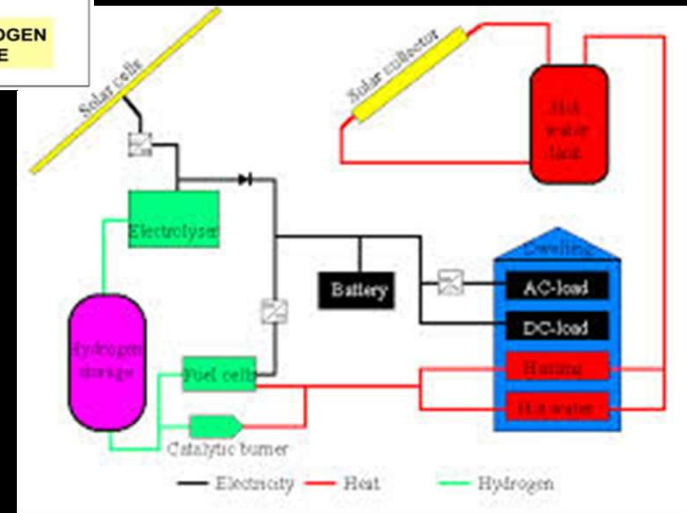 OGEN
E
Solar cells
Solar collector
Hot
water
tank
Electrolyser
Dwelling
Battery
AC-load
DC-load
Hydrogen
storage
Fuel cells
Heating
Hot water
Catalytic burner
Electricity
Heat
Hydrogen